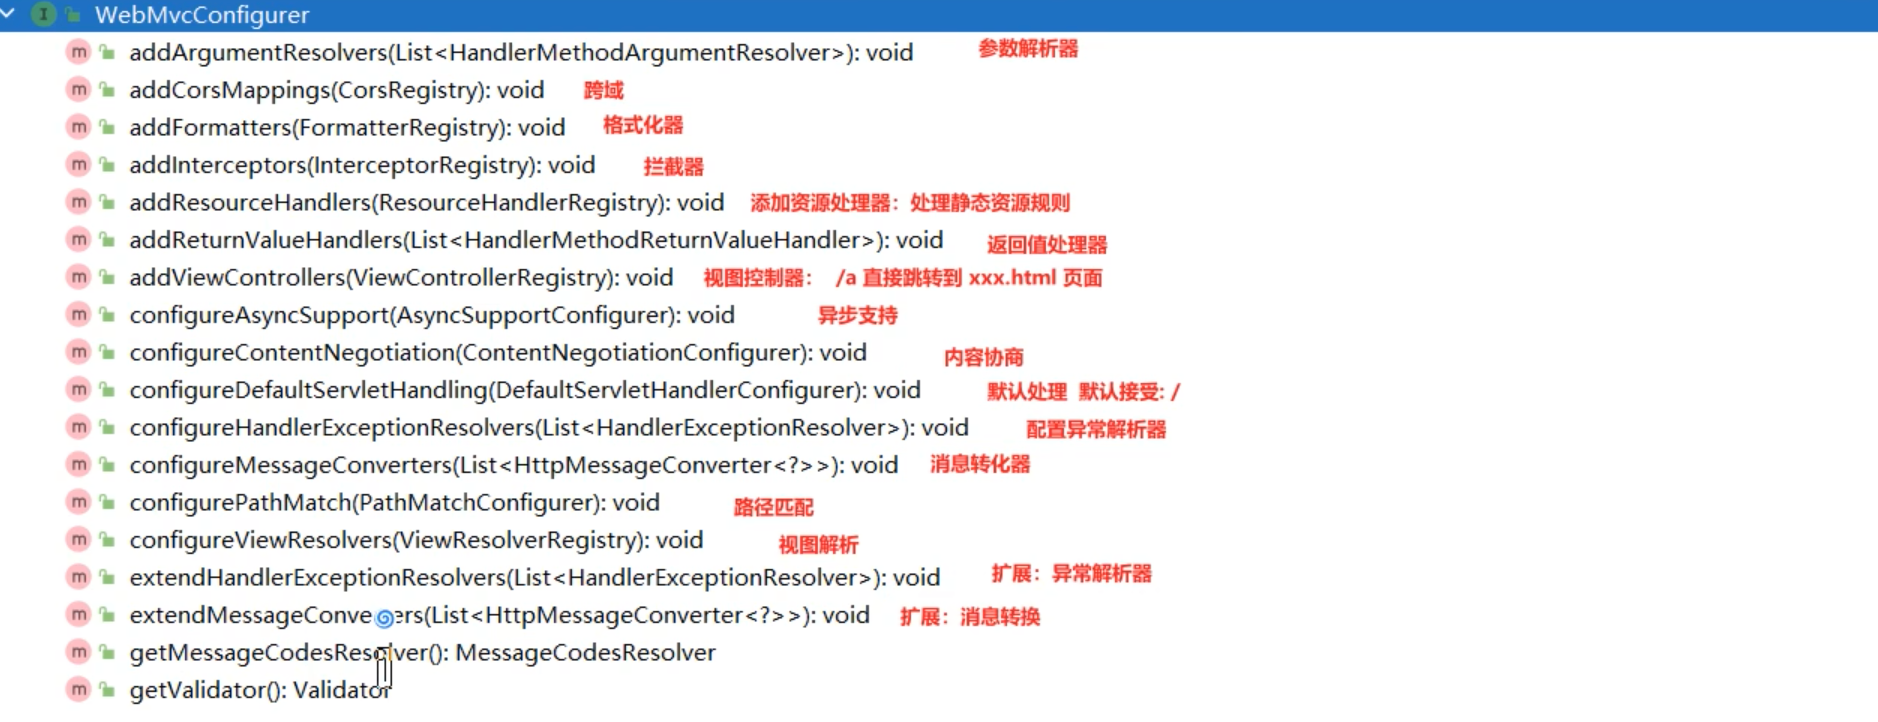 WebMvcConfigurer
addArgumentResolvers(List<HandlerMethodArgumentResolver>): void 参数解析器
addCorsMappings(CorsRegistry): void 跨域
addFormatters(FormatterRegistry): void 格式化器
addInterceptors(InterceptorRegistry): void 拦截器
addResourceHandlers(ResourceHandlerRegistry): void 添加资源处理器：处理静态资源规则
addReturnValueHandlers(List<HandlerMethodReturnValueHandler>): void 返回值处理器
addViewControllers(ViewControllerRegistry): void 视图控制器： /a 直接跳转到 xxx.html 页面
configureAsyncSupport(AsyncSupportConfigurer): void 异步支持
configureContentNegotiation(ContentNegotiationConfigurer): void 内容协商
configureDefaultServletHandling(DefaultServletHandlerConfigurer): void 默认处理 默认接受: /
configureHandlerExceptionResolvers(List<HandlerExceptionResolver>): void 配置异常解析器
configureMessageConverters(List<HttpMessageConverter<?>>): void 消息转化器
configurePathMatch(PathMatchConfigurer): void 路径匹配
configureViewResolvers(ViewResolverRegistry): void 视图解析
extendHandlerExceptionResolvers(List<HandlerExceptionResolver>): void 扩展：异常解析器
extendMessageConverters(List<HttpMessageConverter<?>>): void 扩展：消息转换
getMessageCodesResolver(): MessageCodesResolver
getValidator(): Validator